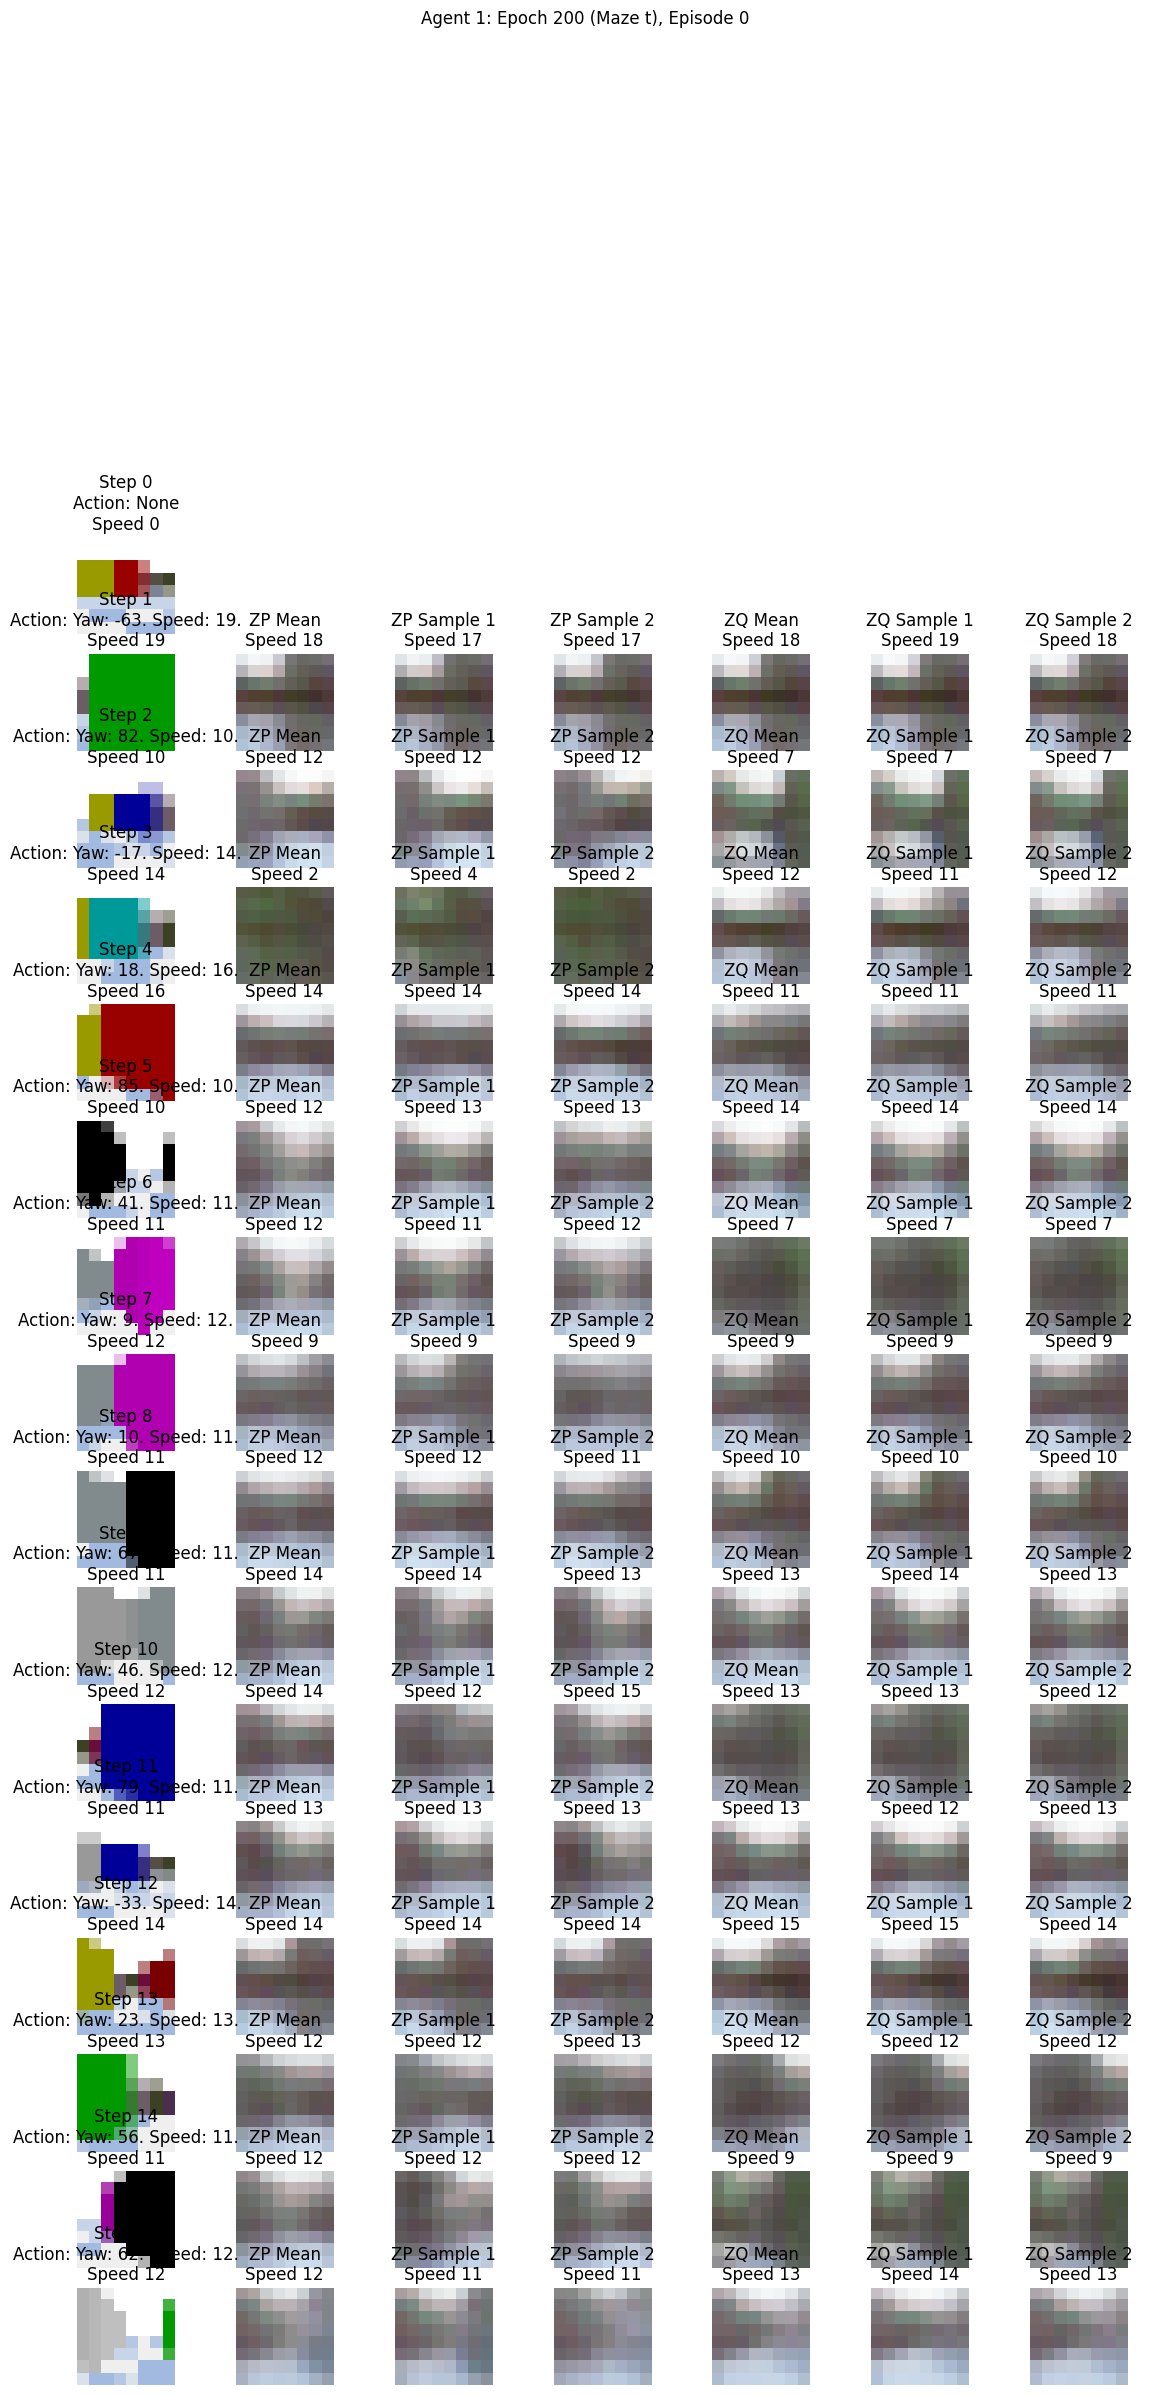 Agent 1: Epoch 200 (Maze t), Episode 0
Step 0
Action: None
Speed 0
Step 1
Action: Yaw: -63. Speed: 19. ZP Mean ZP Sample 1 ZP Sample 2 ZQ Mean ZQ Sample 1 ZQ Sample 2
Speed 19 Speed 18 Speed 17 Speed 17 Speed 18 Speed 19 Speed 18
Step 2
Action: Yaw: 82. Speed: 10. ZP Mean ZP Sample 1 ZP Sample 2 ZQ Mean ZQ Sample 1 ZQ Sample 2
Speed 10 Speed 12 Speed 12 Speed 12 Speed 7 Speed 7 Speed 7
Step 3
Action: Yaw: -17. Speed: 14. ZP Mean ZP Sample 1 ZP Sample 2 ZQ Mean ZQ Sample 1 ZQ Sample 2
Speed 14 Speed 2 Speed 4 Speed 2 Speed 12 Speed 11 Speed 12
Step 4
Action: Yaw: 18. Speed: 16. ZP Mean ZP Sample 1 ZP Sample 2 ZQ Mean ZQ Sample 1 ZQ Sample 2
Speed 16 Speed 14 Speed 14 Speed 14 Speed 11 Speed 11 Speed 11
Step 5
Action: Yaw: 85. Speed: 10. ZP Mean ZP Sample 1 ZP Sample 2 ZQ Mean ZQ Sample 1 ZQ Sample 2
Speed 10 Speed 12 Speed 13 Speed 13 Speed 14 Speed 14 Speed 14
6
Action: Yaw: 41. Speed: 11. ZP Mean ZP Sample 1 ZP Sample 2 ZQ Mean ZQ Sample 1 ZQ Sample 2
Speed 11 Speed 12 Speed 11 Speed 12 Speed 7 Speed 7 Speed 7
Step 7
Action: Yaw: 9. Speed: 12. ZP Mean ZP Sample 1 ZP Sample 2 ZQ Mean ZQ Sample 1 ZQ Sample 2
Speed 12 Speed 9 Speed 9 Speed 9 Speed 9 Speed 9 Speed 9
Step 8
Action: Yaw: 10. Speed: 11. ZP Mean ZP Sample 1 ZP Sample 2 ZQ Mean ZQ Sample 1 ZQ Sample 2
Speed 11 Speed 12 Speed 12 Speed 11 Speed 10 Speed 10 Speed 10
Step
Action: Yaw: ZP Mean ZP Sample 1 ZP Sample 2 ZQ Mean ZQ Sample 1 ZQ Sample 2
Speed 11 Speed 14 Speed 14 Speed 13 Speed 13 Speed 14 Speed 13
Step 10
Action: Yaw: 46. Speed: 12. ZP Mean ZP Sample 1 ZP Sample 2 ZQ Mean ZQ Sample 1 ZQ Sample 2
Speed 12 Speed 14 Speed 12 Speed 15 Speed 13 Speed 13 Speed 12
Step 11
Action: Yaw: 79. Speed: 11. ZP Mean ZP Sample 1 ZP Sample 2 ZQ Mean ZQ Sample 1 ZQ Sample 2
Speed 11 Speed 13 Speed 13 Speed 13 Speed 13 Speed 12 Speed 13
Step 12
Action: Yaw: -33. Speed: 14. ZP Mean ZP Sample 1 ZP Sample 2 ZQ Mean ZQ Sample 1 ZQ Sample 2
Speed 14 Speed 14 Speed 14 Speed 14 Speed 15 Speed 15 Speed 14
Step 13
Action: Yaw: 23. Speed: 13. ZP Mean ZP Sample 1 ZP Sample 2 ZQ Mean ZQ Sample 1 ZQ Sample 2
Speed 13 Speed 12 Speed 12 Speed 13 Speed 12 Speed 12 Speed 12
Step 14
Action: Yaw: 56. Speed: 11. ZP Mean ZP Sample 1 ZP Sample 2 ZQ Mean ZQ Sample 1 ZQ Sample 2
Speed 11 Speed 12 Speed 12 Speed 12 Speed 9 Speed 9 Speed 9
Action: Yaw: ZP Mean ZP Sample 1 ZP Sample 2 ZQ Mean ZQ Sample 1 ZQ Sample 2
Speed 12 Speed 12 Speed 11 Speed 11 Speed 13 Speed 14 Speed 13